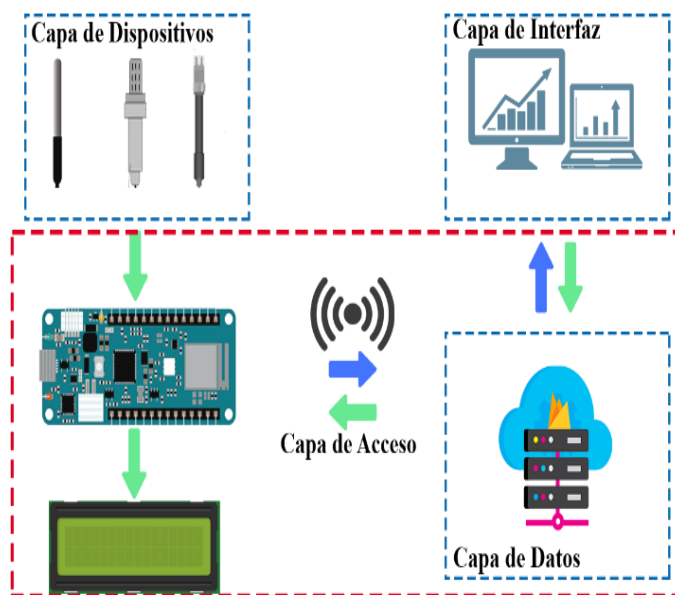 Capa de Dispositivos
Capa de Interfaz
Capa de Acceso
Capa de Datos